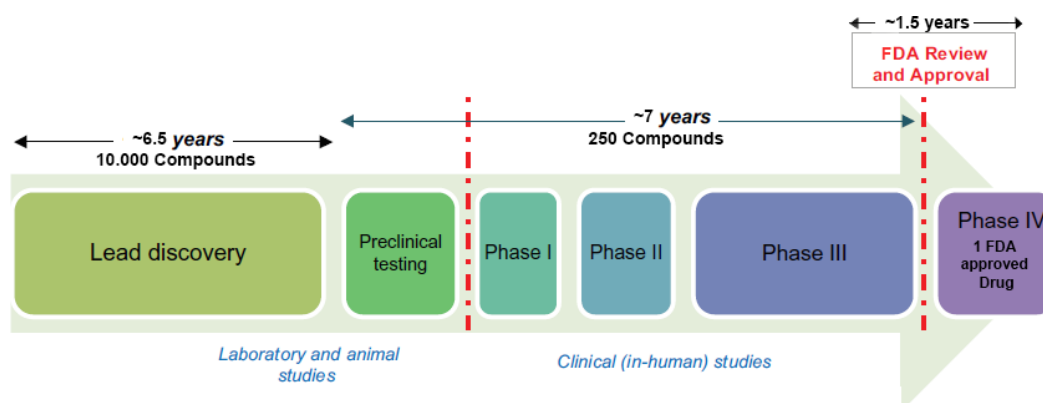 ~1.5 years
FDA Review
and Approval
~6.5 years
10.000 Compounds
~7 years
250 Compounds
Lead discovery
Preclinical
testing
Phase I
Phase II
Phase III
Phase IV
1 FDA
approved
Drug
Laboratory and animal
studies
Clinical (in-human) studies